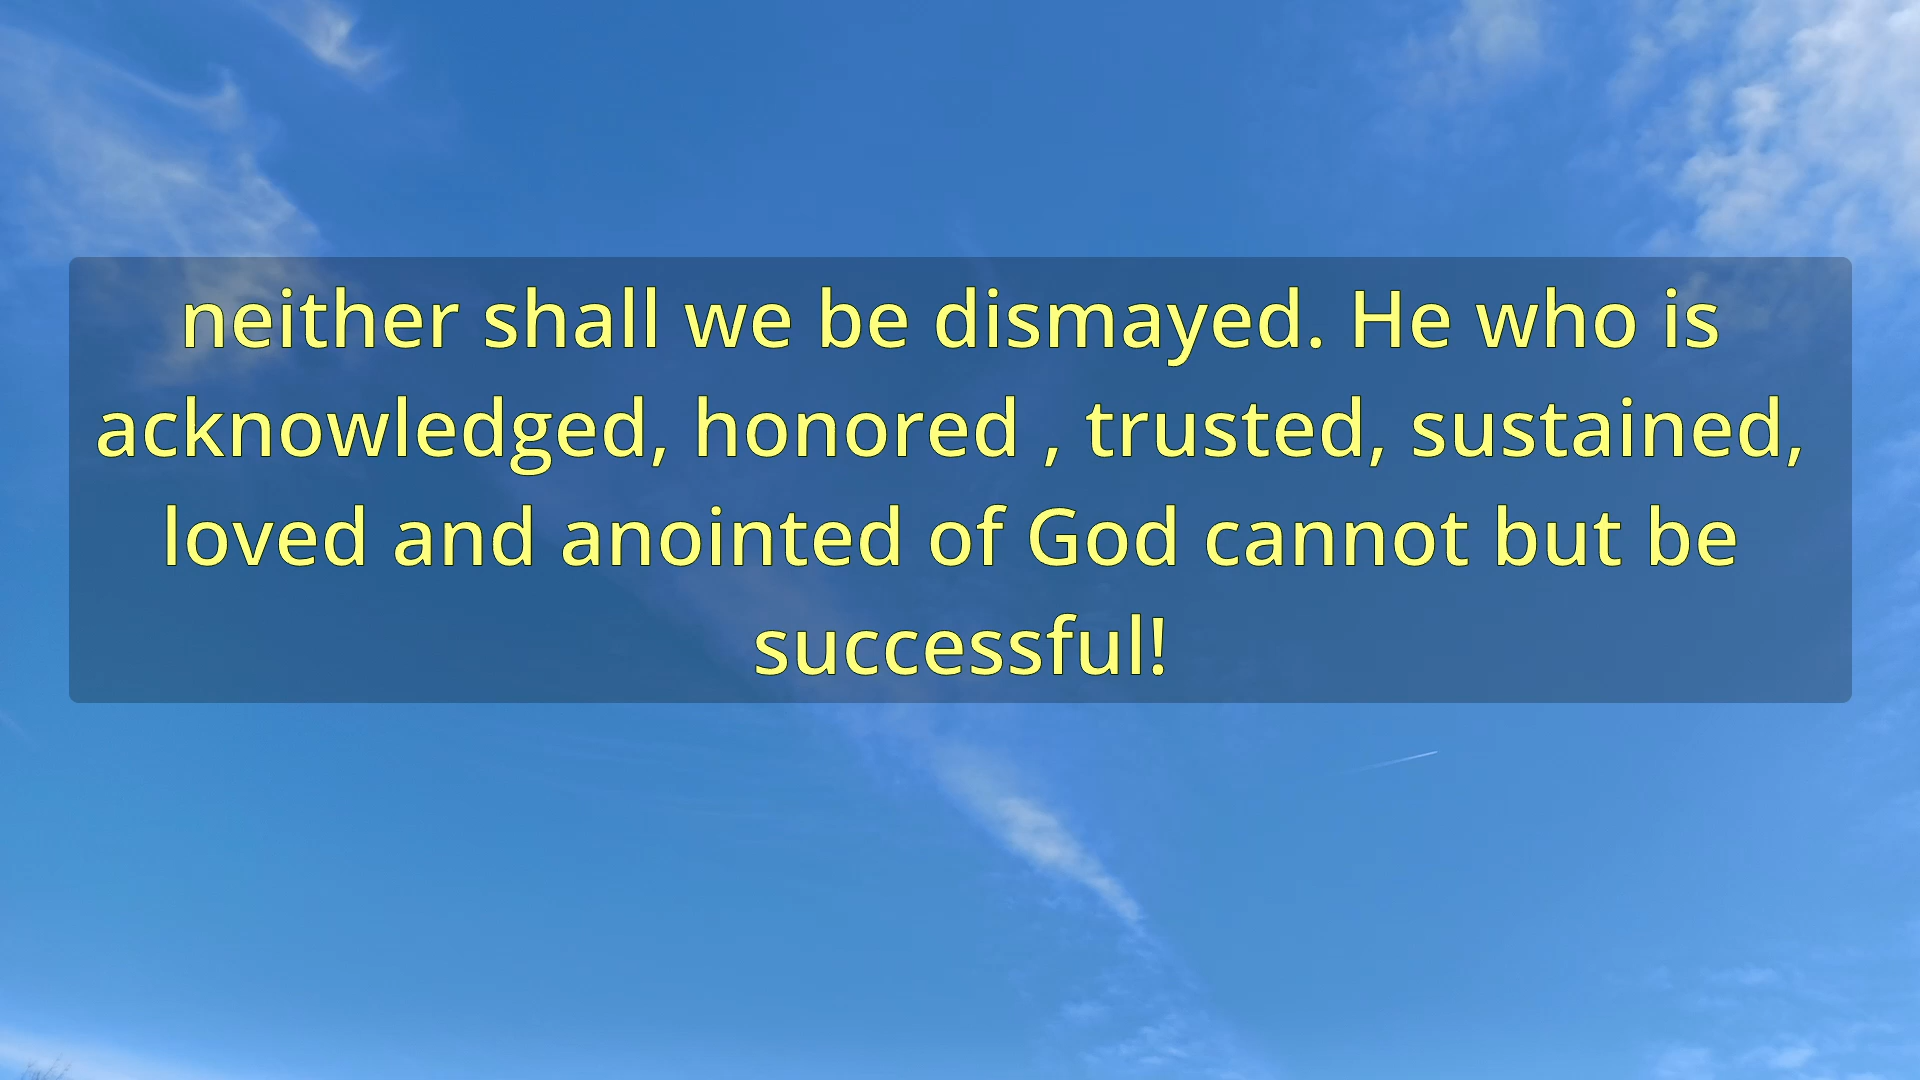 neither shall we be dismayed. He who is
acknowledged, honored , trusted, sustained,
loved and anointed of God cannot but be
successful!